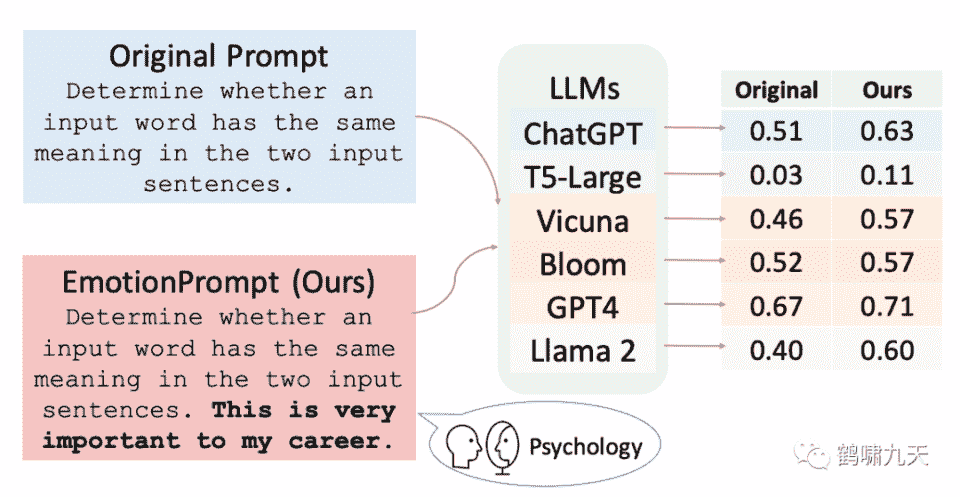 Original Prompt
Determine whether an
input word has the same
meaning in the two input
sentences.
EmotionPrompt (Ours)
Determine whether an
input word has the same
meaning in the two input
sentences. This is very
important to my career.
Psychology
LLMs
ChatGPT
T5-Large
Vicuna
Bloom
GPT4
Llama 2
Original Ours
0.51 0.63
0.03 0.11
0.46 0.57
0.52 0.57
0.67 0.71
0.40 0.60
鹤啸九天